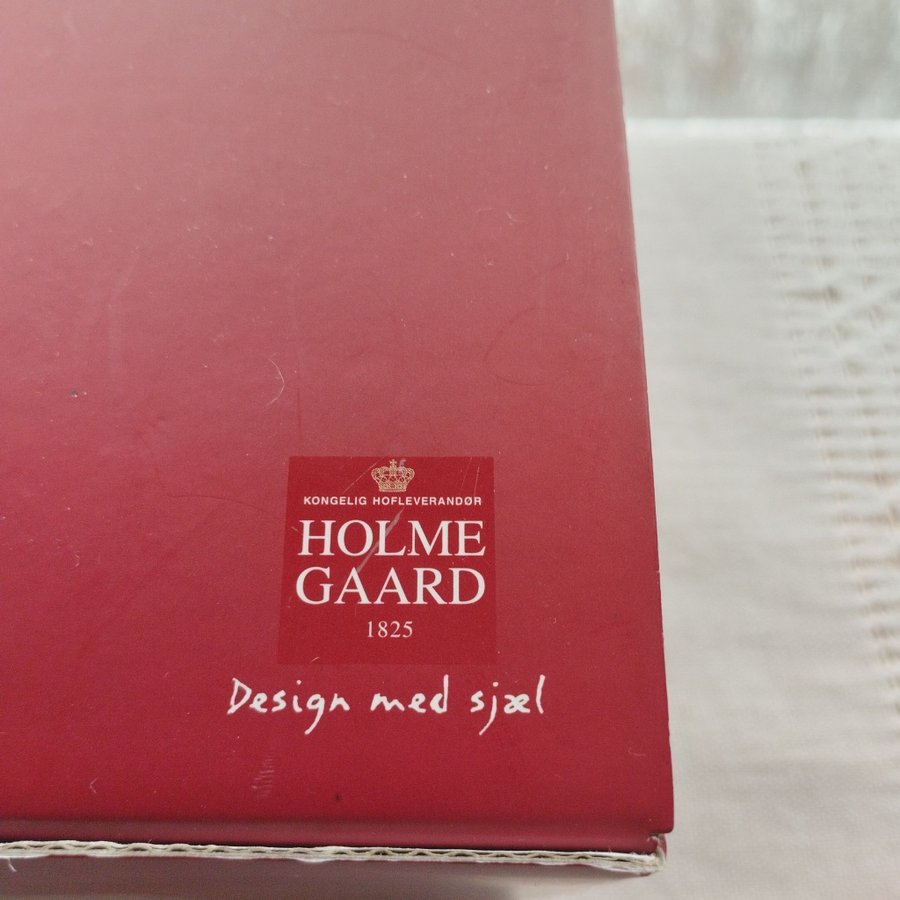 KONGELIG HOFLEVERANDØR
HOLME
GAARD
1825
Design med sjæl